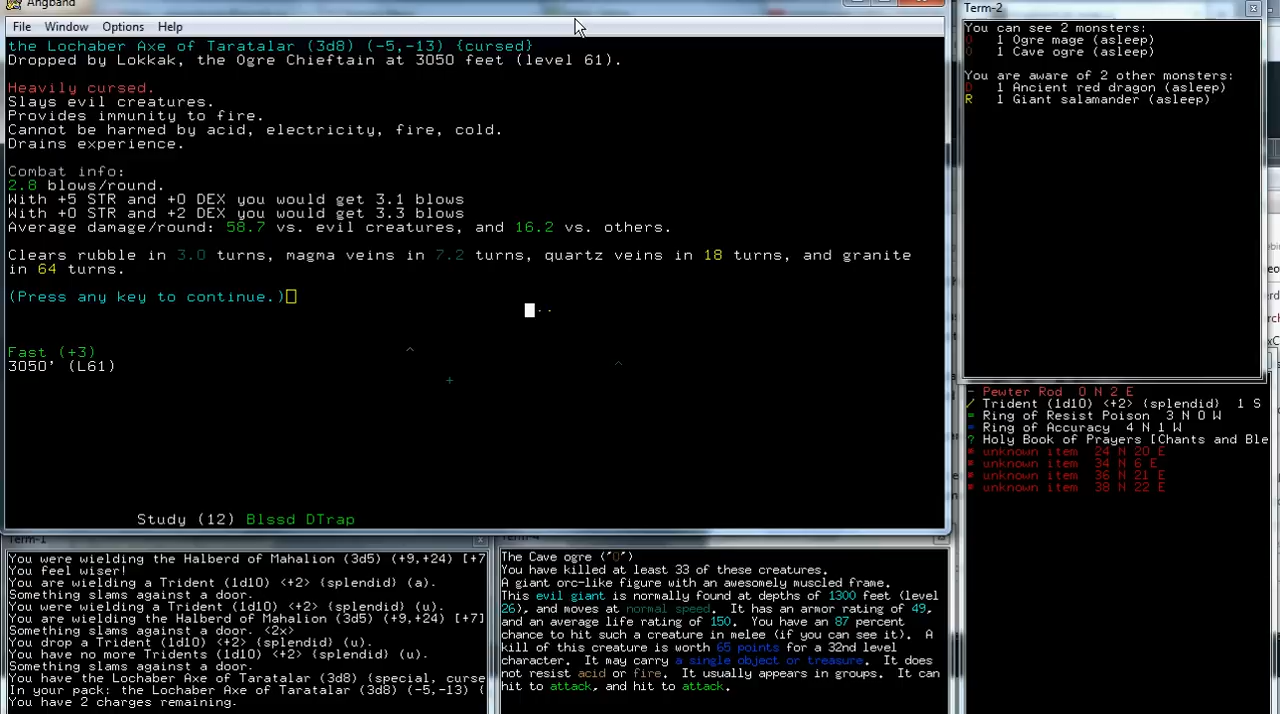 Angband
File Window Options Help
the Lochaber Axe of Taratalar (3d8) (-5,-13) {cursed}
Dropped by Lokkak, the Ogre Chieftain at 3050 feet (level 61).
Heavily cursed.
Slays evil creatures.
Provides immunity to fire.
Cannot be harmed by acid, electricity, fire, cold.
Drains experience.
Combat info:
2.8 blows/round.
With +5 STR and +0 DEX you would get 3.1 blows
With +0 STR and +2 DEX you would get 3.3 blows
Average damage/round: 58.7 vs. evil creatures, and 16.2 vs. others.
Clears rubble in 3.0 turns, magma veins in 7.2 turns, quartz veins in 18 turns, and granite
in 64 turns.
(Press any key to continue.)
Fast (+3)
3050' (L61)
Study (12) Blssd DTrap
Term-2
You can see 2 monsters:
O 1 Ogre mage (asleep)
O 1 Cave ogre (asleep)
You are aware of 2 other monsters:
D 1 Ancient red dragon (asleep)
R 1 Giant salamander (asleep)
- Pewter Rod 0 N 2 E
/ Trident (1d10) <+2> {splendid} 1 S
= Ring of Resist Poison 3 N 0 W
= Ring of Accuracy 4 N 1 W
? Holy Book of Prayers [Chants and Ble
* unknown item 24 N 20 E
* unknown item 34 N 6 E
* unknown item 36 N 21 E
* unknown item 38 N 22 E
Term-1
You were wielding the Halberd of Mahalion (3d5) (+9,+24) [+7
You feel wiser!
You are wielding a Trident (1d10) <+2> {splendid} (a).
Something slams against a door.
You were wielding a Trident (1d10) <+2> {splendid} (u).
You are wielding the Halberd of Mahalion (3d5) (+9,+24) [+7]
Something slams against a door. <2x>
You drop a Trident (1d10) <+2> {splendid} (u).
You have no more Tridents (1d10) <+2> {splendid} (u).
Something slams against a door.
You have the Lochaber Axe of Taratalar (3d8) {special, curse
In your pack: the Lochaber Axe of Taratalar (3d8) (-5,-13) {
You have 2 charges remaining.
Term-4
The Cave ogre ("O")
You have killed at least 33 of these creatures.
A giant orc-like figure with an awesomely muscled frame.
This evil giant is normally found at depths of 1300 feet (level
26), and moves at normal speed. It has an armor rating of 49,
and an average life rating of 150. You have an 87 percent
chance to hit such a creature in melee (if you can see it). A
kill of this creature is worth 65 points for a 32nd level
character. It may carry a single object or treasure. It does
not resist acid or fire. It usually appears in groups. It can
hit to attack, and hit to attack.